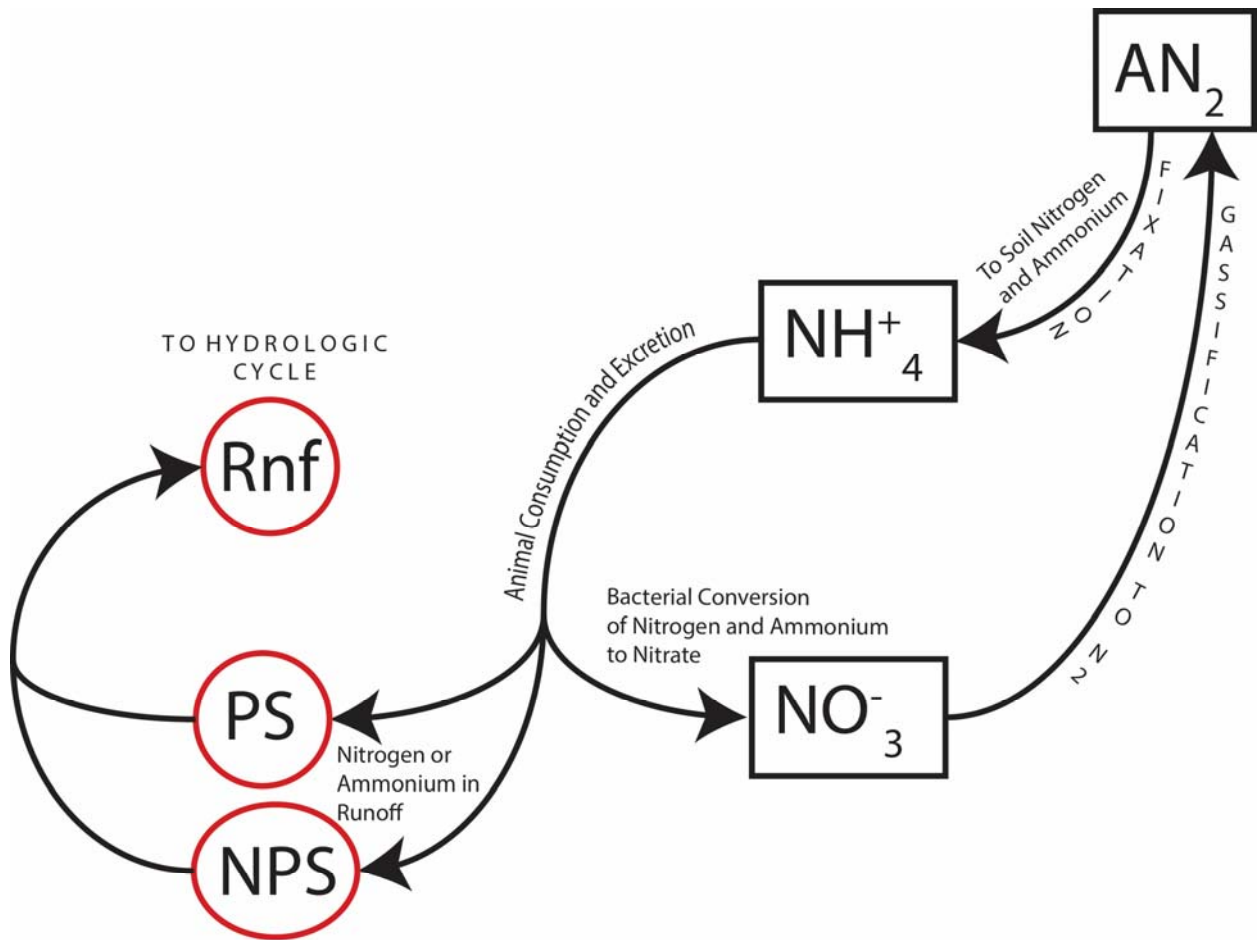 AN2
FIXATION
GASSIFICATION TO N2
To Soil Nitrogen
and Ammonium
NH+4
Animal Consumption and Excretion
TO HYDROLOGIC
CYCLE
Rnf
Bacterial Conversion
of Nitrogen and Ammonium
to Nitrate
NO-3
PS
Nitrogen or
Ammonium in
Runoff
NPS